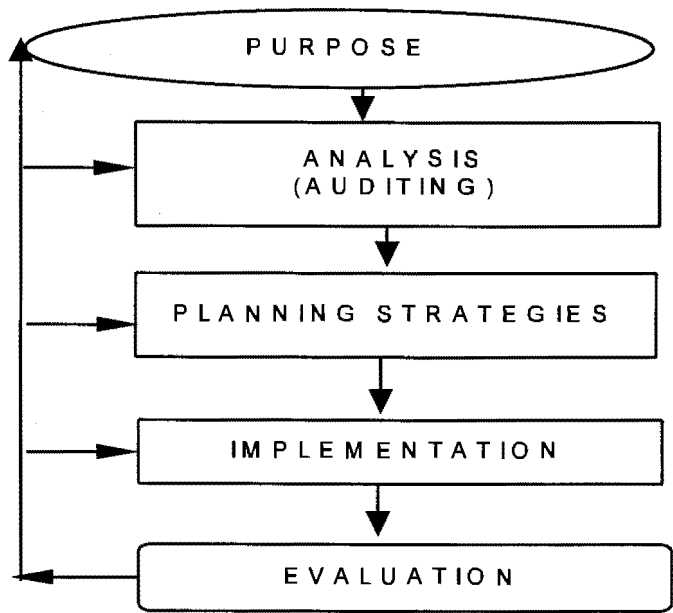 PURPOSE
ANALYSIS
(AUDITING)
PLANNING STRATEGIES
IMPLEMENTATION
EVALUATION